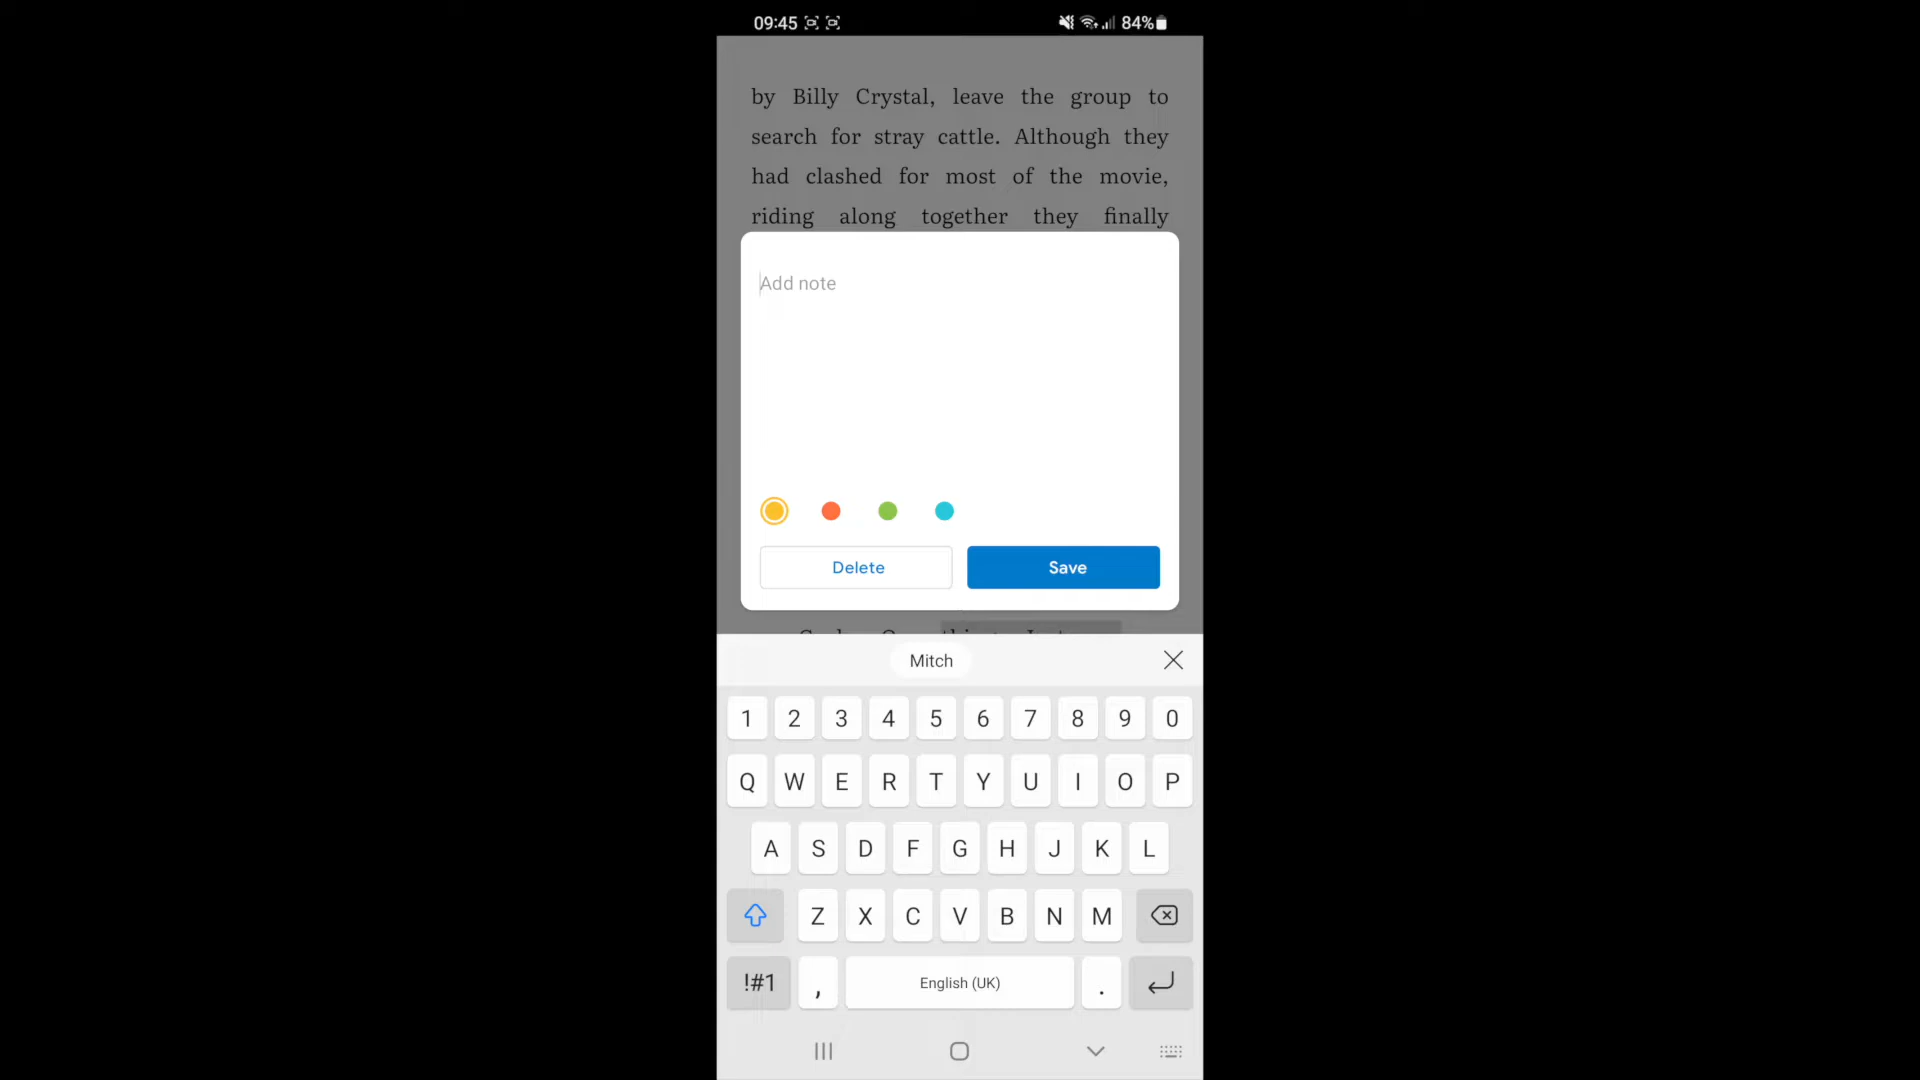 09:45 84%
by Billy Crystal, leave the group to
search for stray cattle. Although they
had clashed for most of the movie,
riding along together they finally
Add note
Delete Save
Mitch
1 2 3 4 5 6 7 8 9 0
Q W E R T Y U I O P
A S D F G H J K L
Z X C V B N M
!#1 , English (UK) .